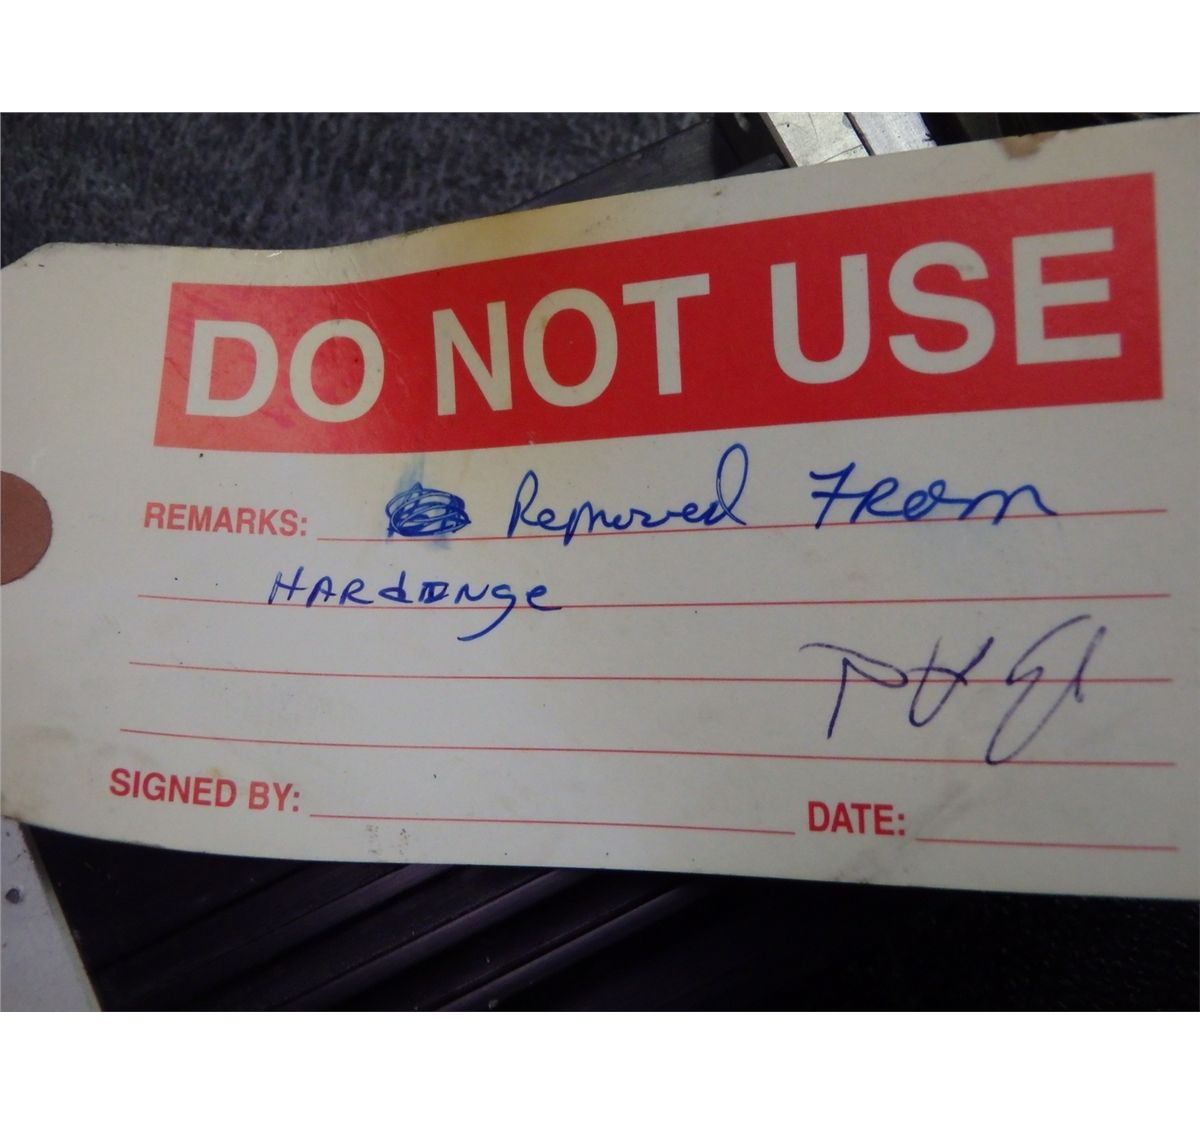 DO NOT USE
REMARKS: Removed From
HARdINge
SIGNED BY: DATE: